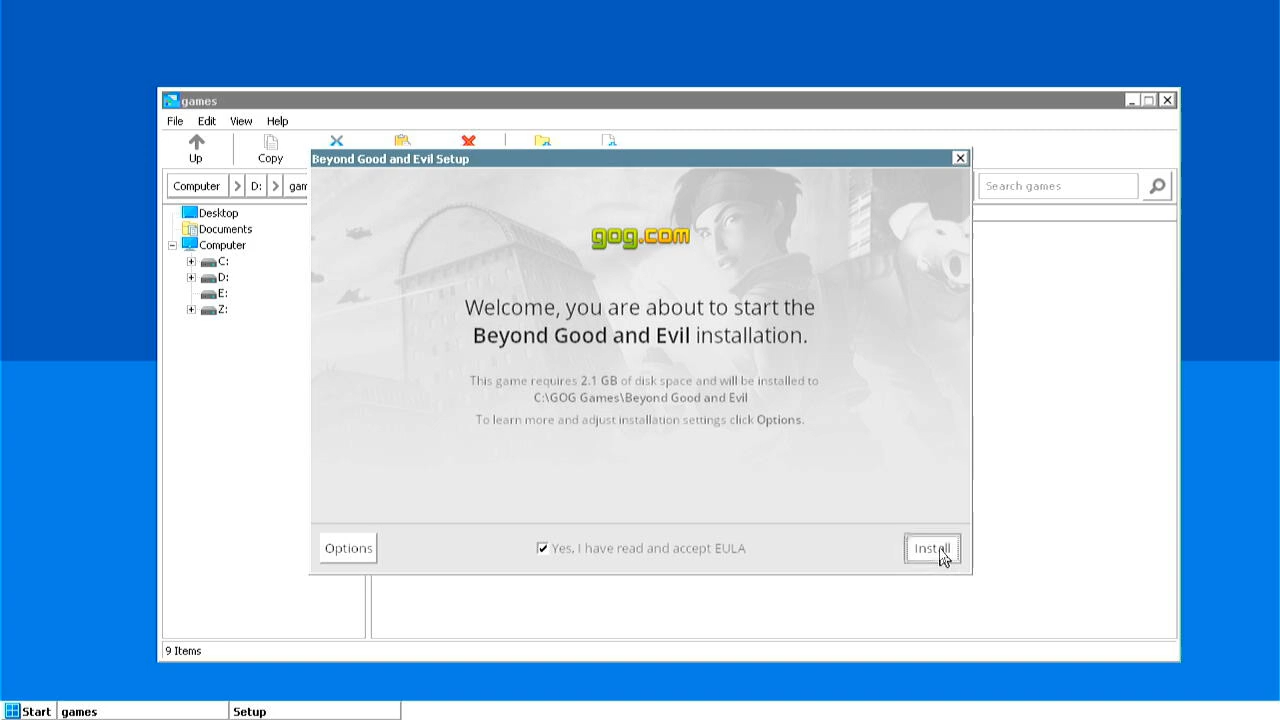 games
File Edit View Help
Up Copy
Beyond Good and Evil Setup
Computer D: gam
Search games
Desktop
Documents
Computer
C:
D:
E:
Z:
gog.com
Welcome, you are about to start the
Beyond Good and Evil installation.
This game requires 2.1 GB of disk space and will be installed to
C:\GOG Games\Beyond Good and Evil
To learn more and adjust installation settings click Options.
Options
Yes, I have read and accept EULA
Install
9 Items
Start games Setup